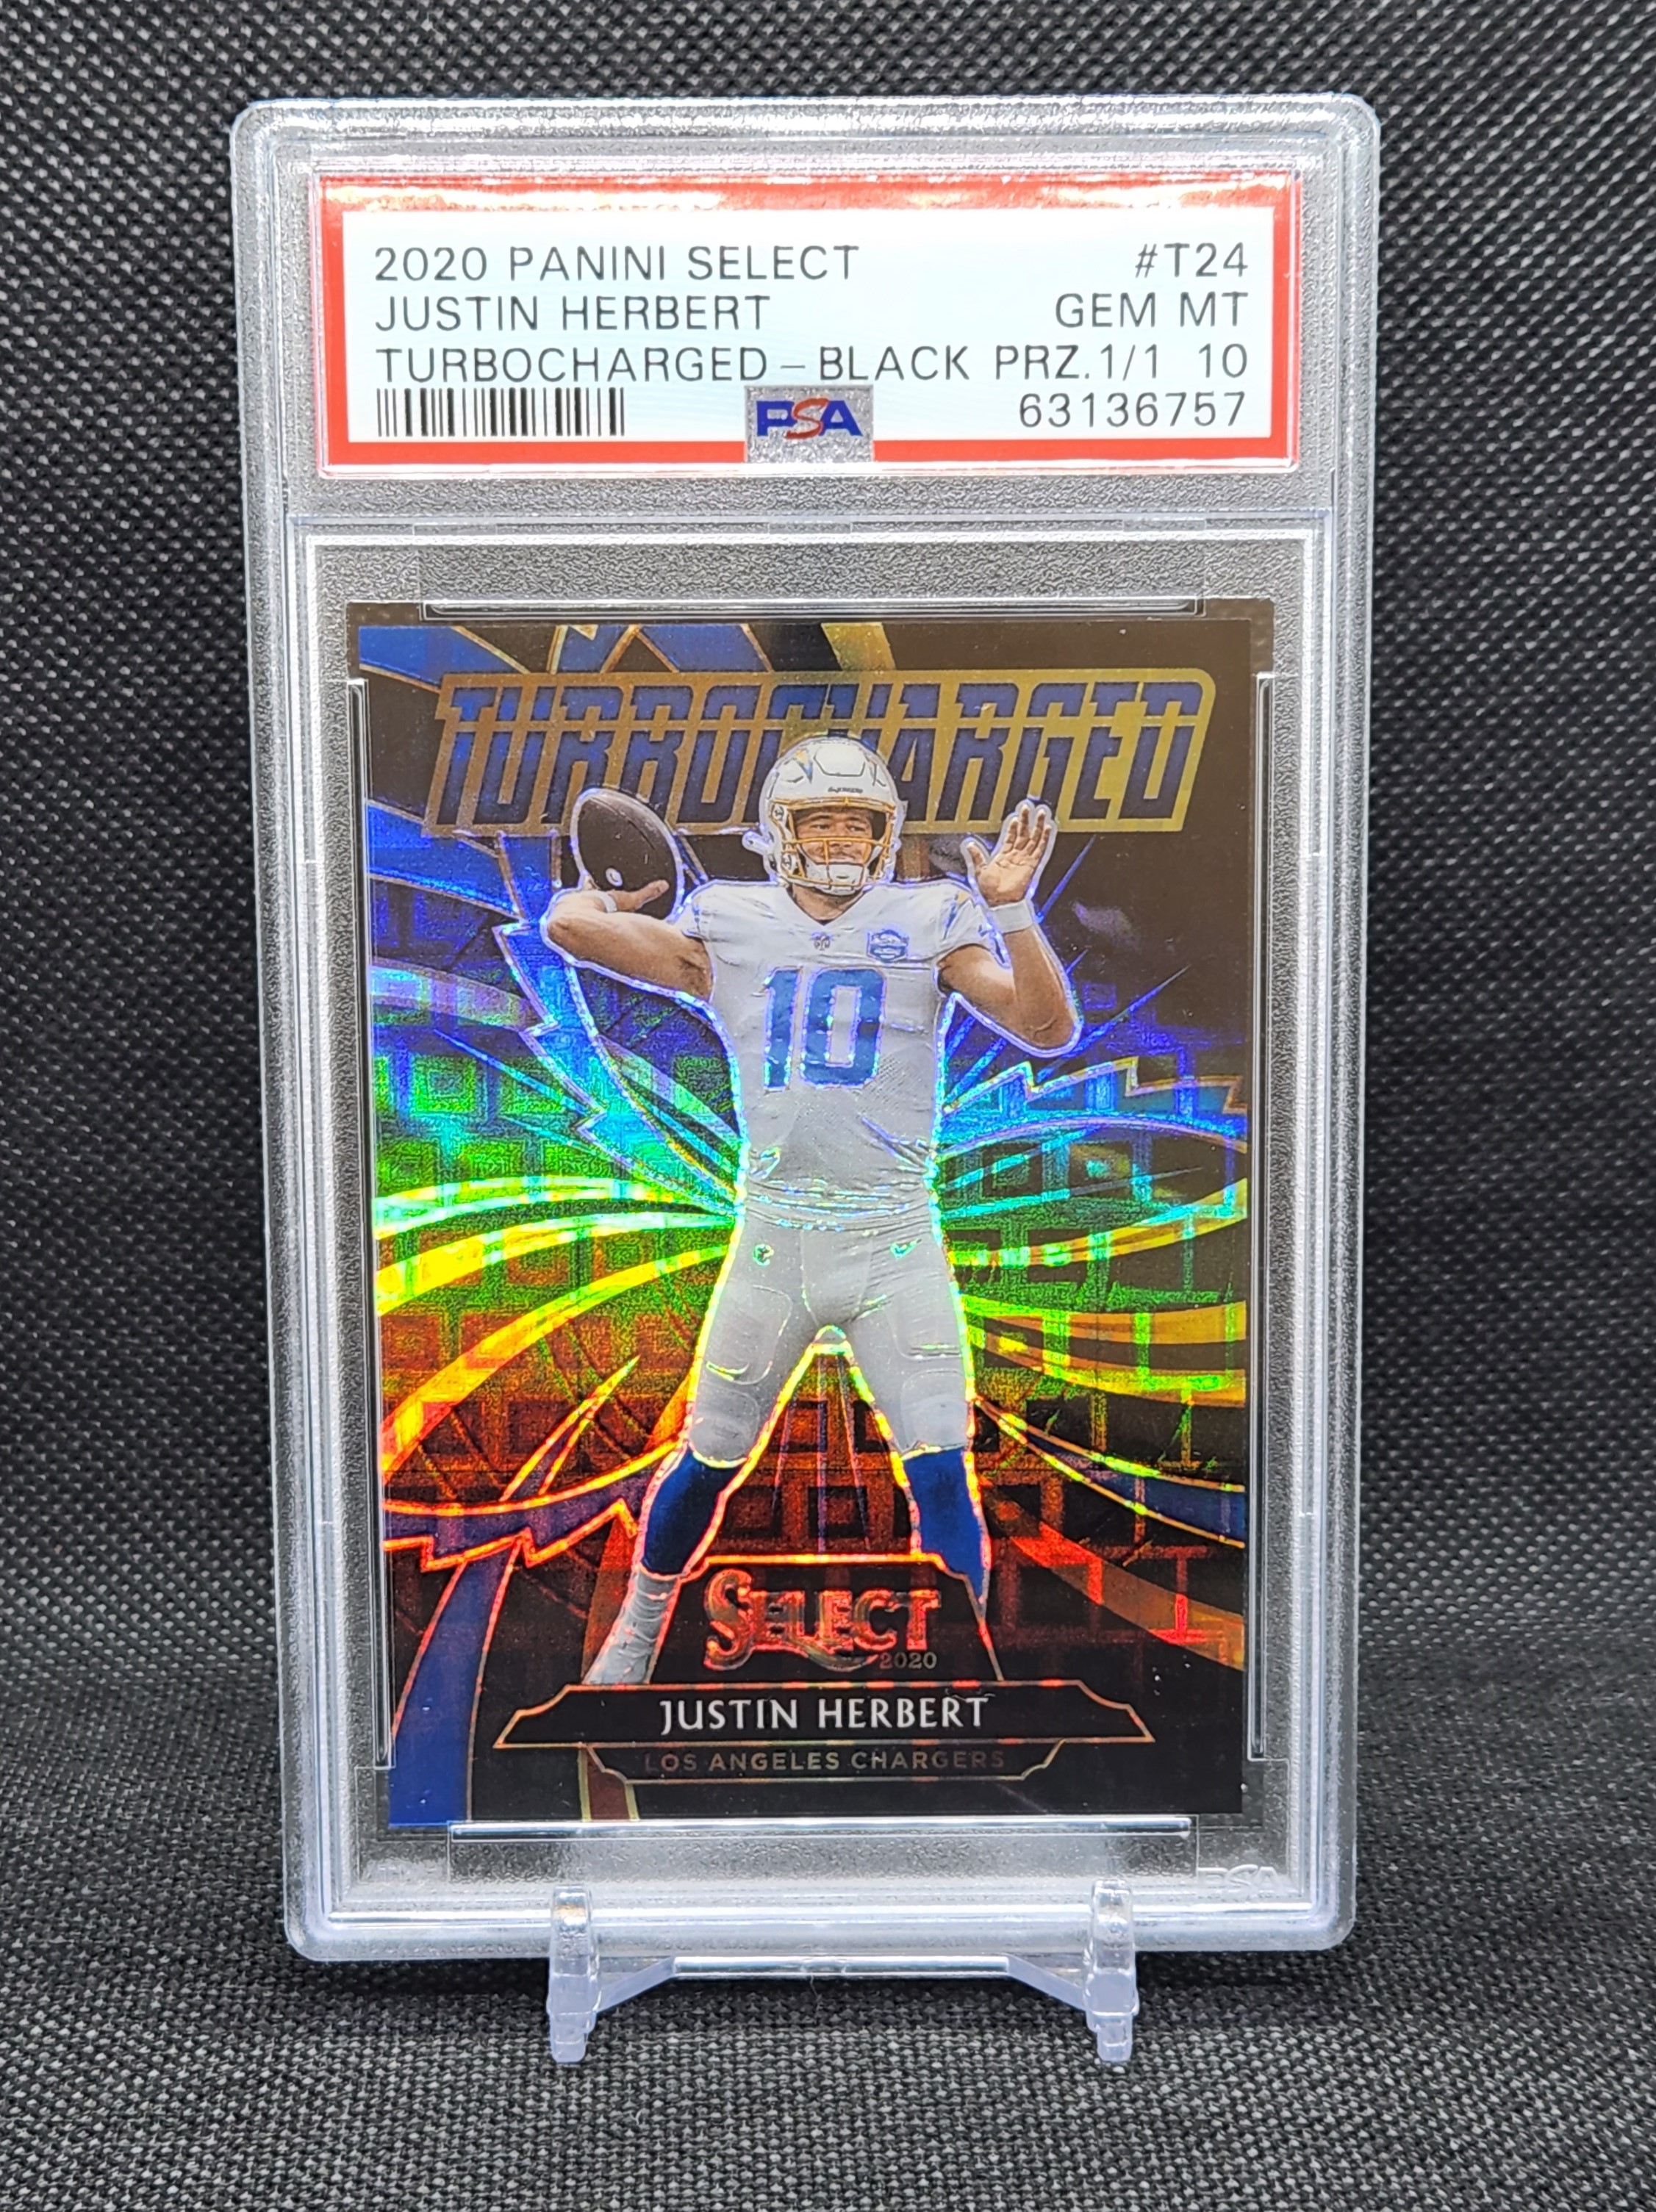 2020 PANINI SELECT #T24
JUSTIN HERBERT GEM MT
TURBOCHARGED – BLACK PRZ.1/1 10
PSA 63136757
TURBOCHARGED
10
SELECT
2020
JUSTIN HERBERT
LOS ANGELES CHARGERS
PSA